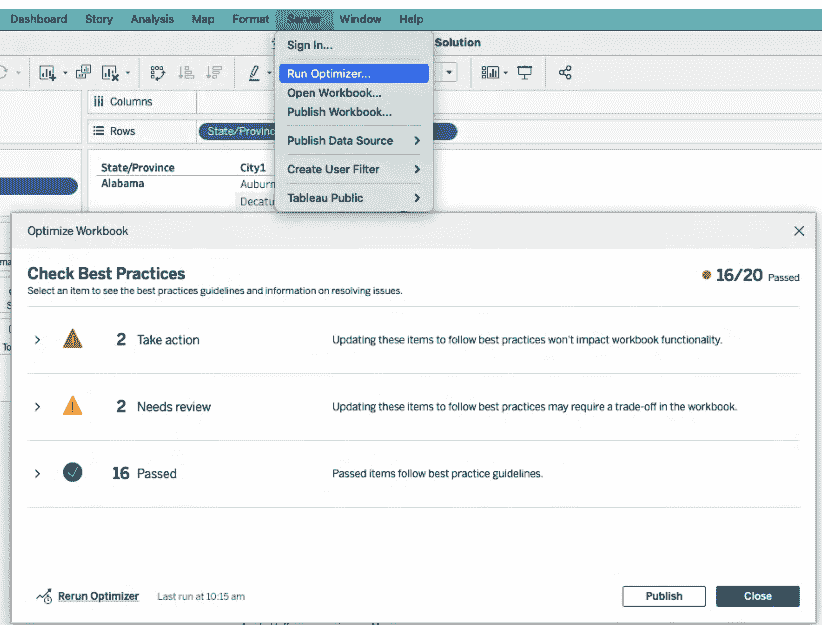 Dashboard Story Analysis Map Format Server Window Help
Solution
Sign In...
Run Optimizer...
Open Workbook...
Publish Workbook...
Publish Data Source
Create User Filter
Tableau Public
Columns
Rows
State/Provinc
State/Province City1
Alabama Auburn
Decatu
Optimize Workbook
Check Best Practices
16/20 Passed
Select an item to see the best practices guidelines and information on resolving issues.
2 Take action Updating these items to follow best practices won't impact workbook functionality.
2 Needs review Updating these items to follow best practices may require a trade-off in the workbook.
16 Passed Passed items follow best practice guidelines.
Rerun Optimizer Last run at 10:15 am
Publish Close